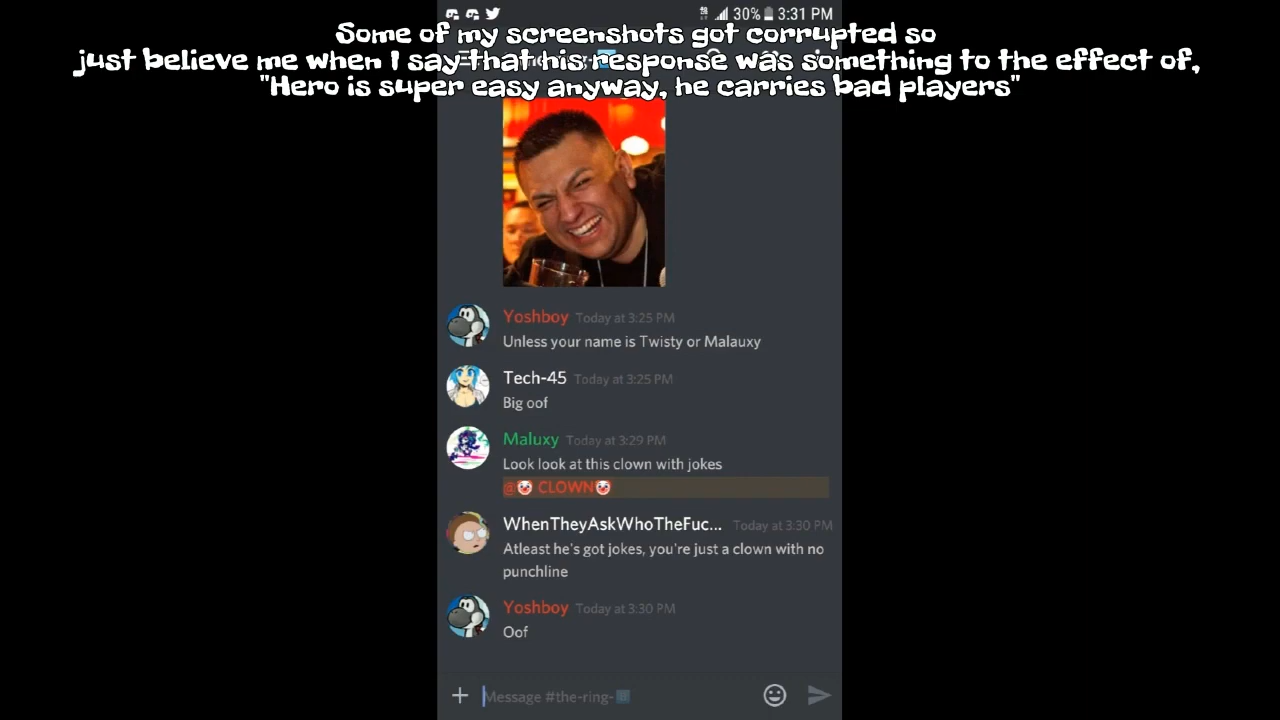 30% 3:31 PM
Some of my screenshots got corrupted so
just believe me when I say that his response was something to the effect of,
"Hero is super easy anyway, he carries bad players"
Yoshboy Today at 3:25 PM
Unless your name is Twisty or Malauxy
Tech-45 Today at 3:25 PM
Big oof
Maluxy Today at 3:29 PM
Look look at this clown with jokes
@🤡 CLOWN🤡
WhenTheyAskWhoTheFuc... Today at 3:30 PM
Atleast he's got jokes, you're just a clown with no
punchline
Yoshboy Today at 3:30 PM
Oof
Message #the-ring-